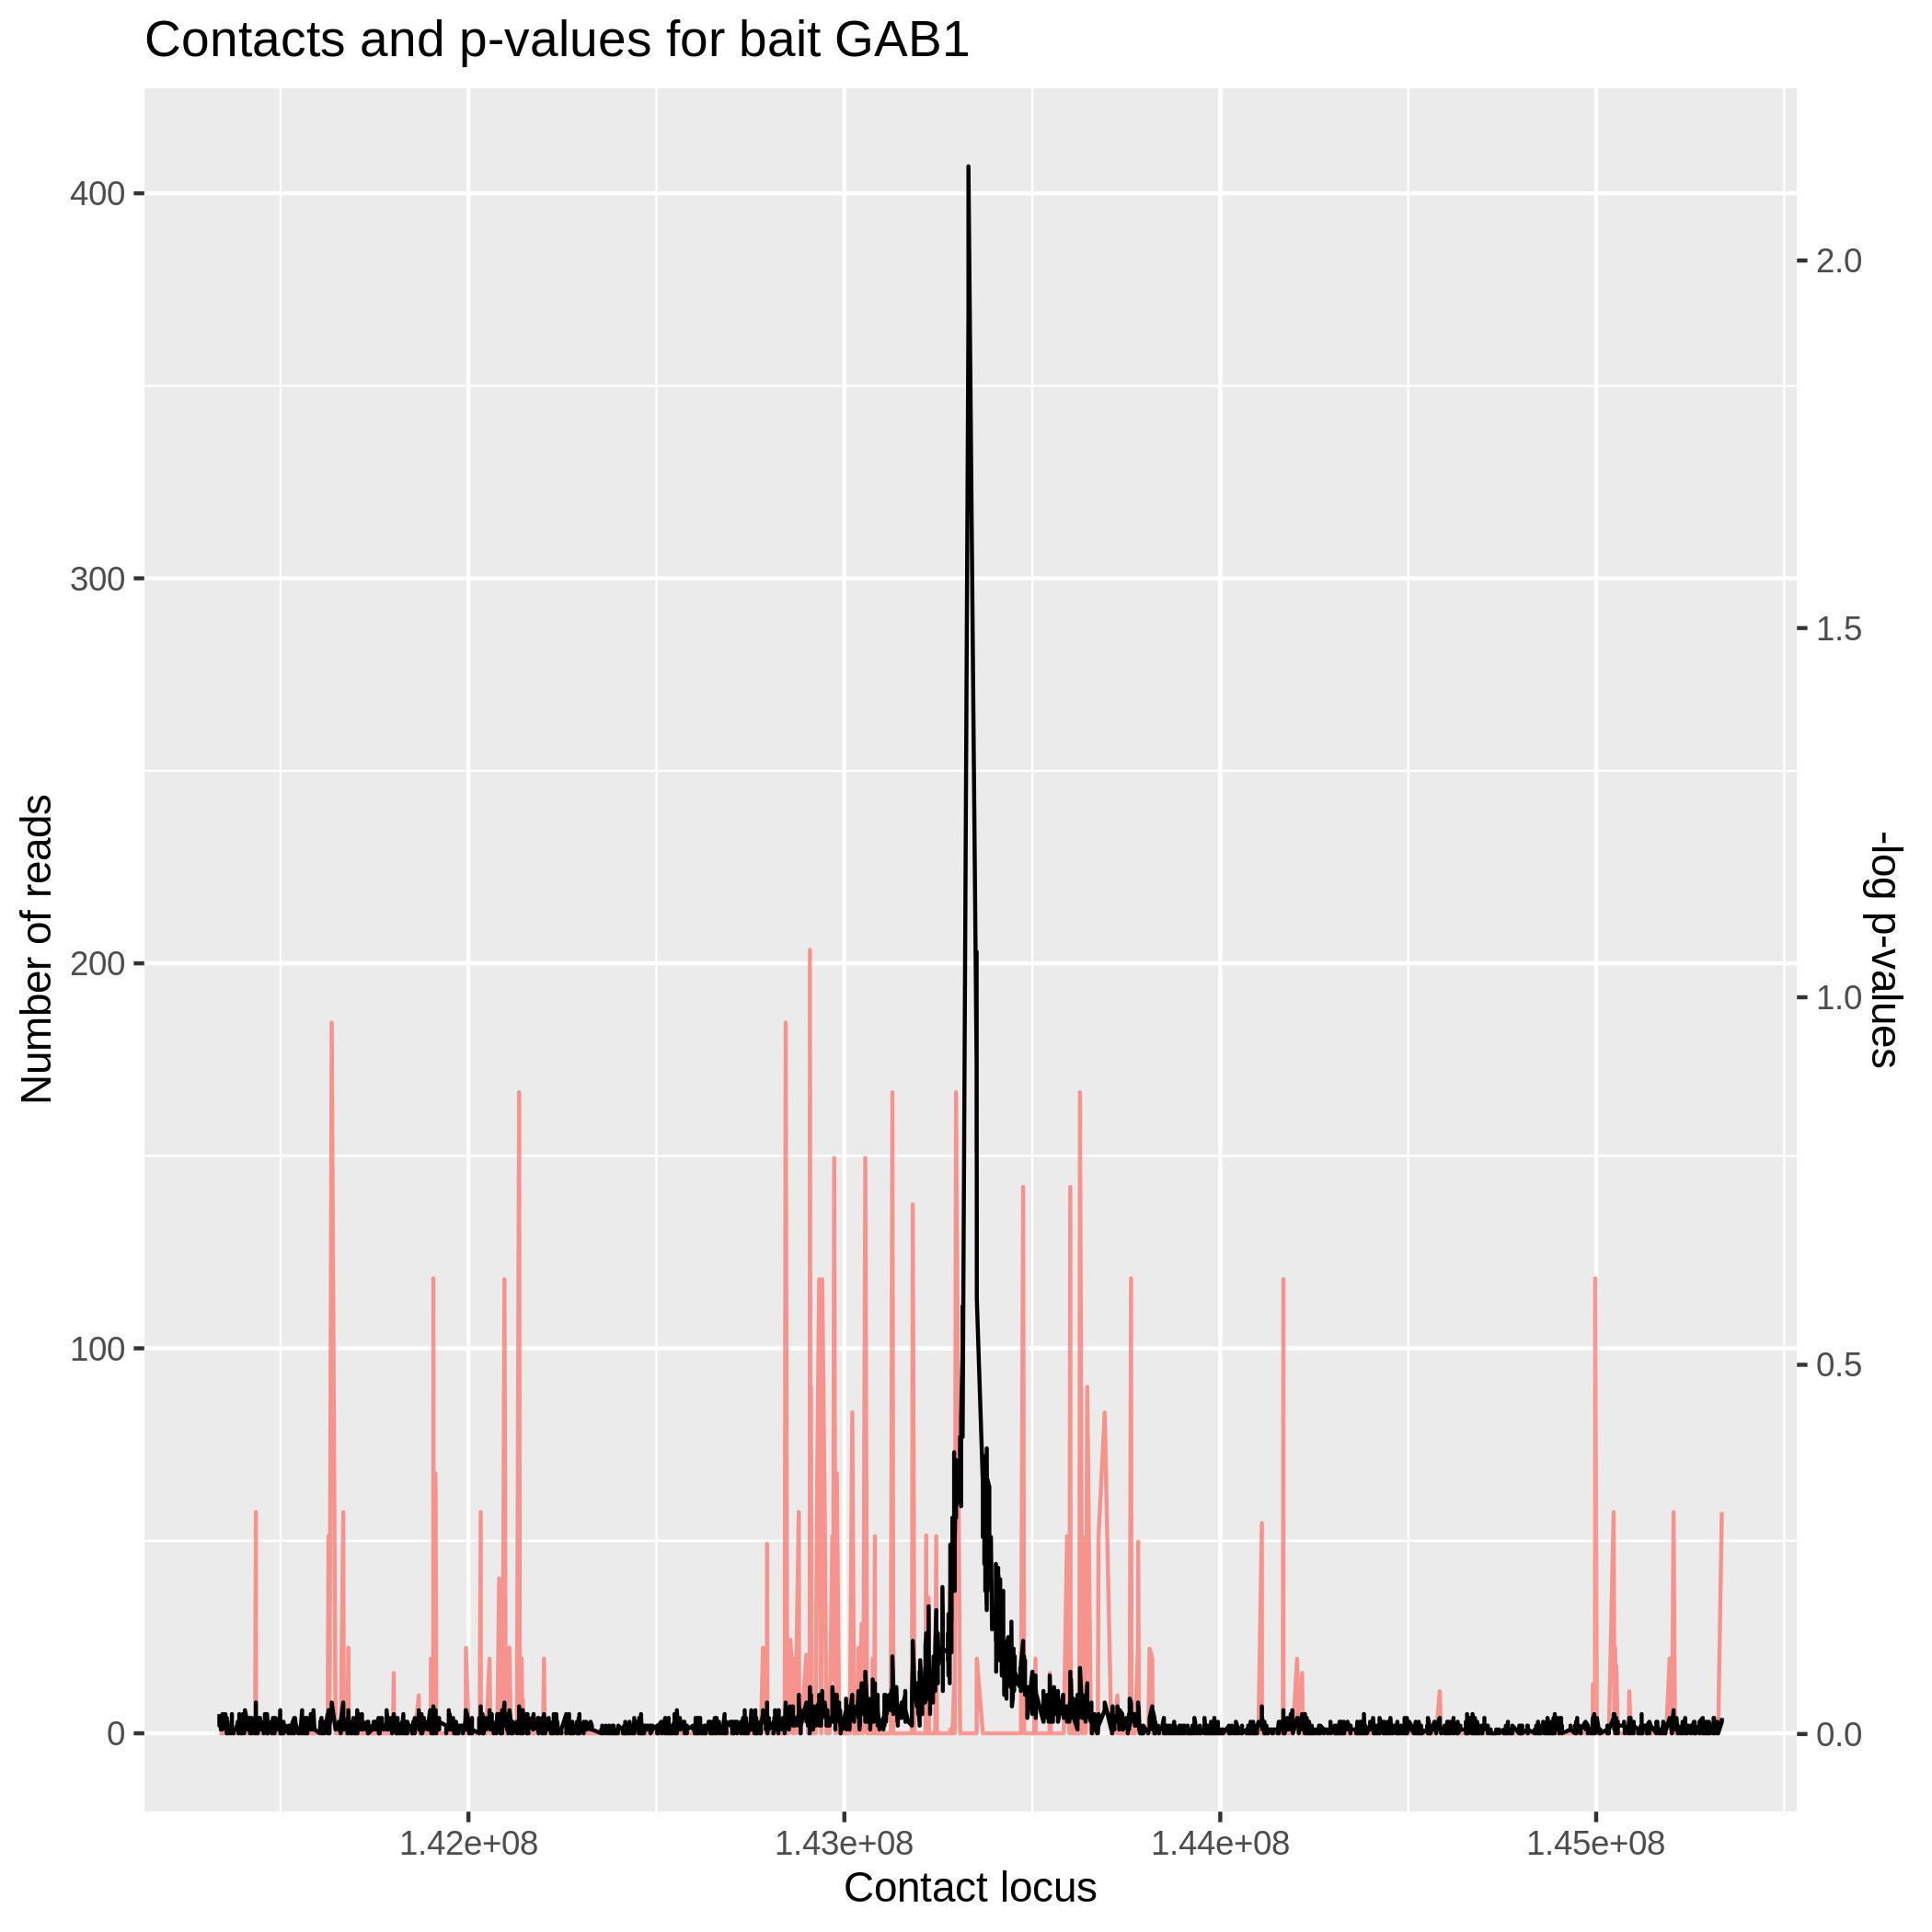 Contacts and p-values for bait GAB1
400
300
200
100
0
Number of reads
2.0
1.5
1.0
0.5
0.0
-log p-values
1.42e+08
1.43e+08
1.44e+08
1.45e+08
Contact locus